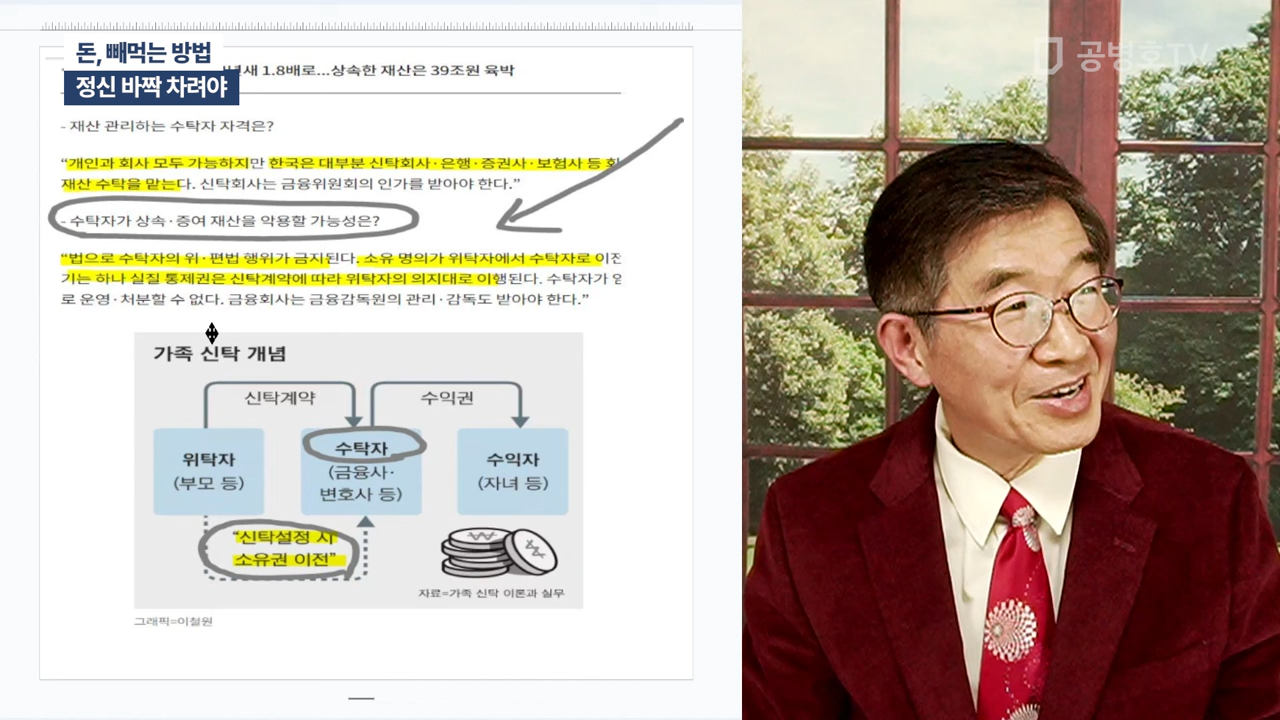 돈, 빼먹는 방법
정신 바짝 차려야
새 1.8배로...상속한 재산은 39조원 육박
공병호TV
- 재산 관리하는 수탁자 자격은?
“개인과 회사 모두 가능하지만 한국은 대부분 신탁회사·은행·증권사·보험사 등
재산 수탁을 맡는다. 신탁회사는 금융위원회의 인가를 받아야 한다.”
- 수탁자가 상속·증여 재산을 악용할 가능성은?
“법으로 수탁자의 위·편법 행위가 금지된다. 소유 명의가 위탁자에서 수탁자로 이전
기는 하나 실질 통제권은 신탁계약에 따라 위탁자의 의지대로 이행된다. 수탁자가
로 운영·처분할 수 없다. 금융회사는 금융감독원의 관리·감독도 받아야 한다.”
가족 신탁 개념
신탁계약
수익권
위탁자
(부모 등)
수탁자
(금융사·
변호사 등)
수익자
(자녀 등)
“신탁설정 시
소유권 이전”
자료=가족 신탁 이론과 실무
그래픽=이철원